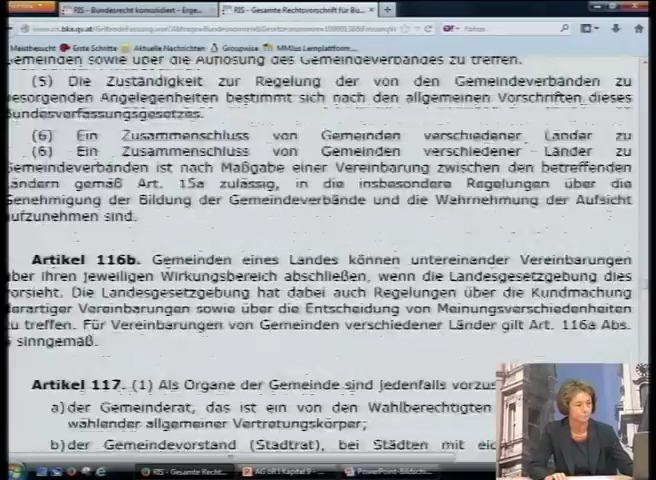 RIS - Bundesrecht konsolidiert - Erge...
RIS - Gesamte Rechtsvorschrift für Bu...
Yahoo
Meistbesucht Erste Schritte Aktuelle Nachrichten Groupwise MMJus Lernplattform...
Gemeinden sowie über die Auflösung des Gemeindeverbandes zu treffen.
(5) Die Zuständigkeit zur Regelung der von den Gemeindeverbänden zu
besorgenden Angelegenheiten bestimmt sich nach den allgemeinen Vorschriften dieses
Bundesverfassungsgesetzes.
(6) Ein Zusammenschluss von Gemeinden verschiedener Länder zu
(6) Ein Zusammenschluss von Gemeinden verschiedener Länder zu
Gemeindeverbänden ist nach Maßgabe einer Vereinbarung zwischen den betreffenden
Ländern gemäß Art. 15a zulässig, in die insbesondere Regelungen über die
Genehmigung der Bildung der Gemeindeverbände und die Wahrnehmung der Aufsicht
aufzunehmen sind.
Artikel 116b. Gemeinden eines Landes können untereinander Vereinbarungen
über ihren jeweiligen Wirkungsbereich abschließen, wenn die Landesgesetzgebung dies
vorsieht. Die Landesgesetzgebung hat dabei auch Regelungen über die Kundmachung
derartiger Vereinbarungen sowie über die Entscheidung von Meinungsverschiedenheiten
zu treffen. Für Vereinbarungen von Gemeinden verschiedener Länder gilt Art. 116a Abs.
sinngemäß.
Artikel 117. (1) Als Organe der Gemeinde sind jedenfalls vorzus
a) der Gemeinderat, das ist ein von den Wahlberechtigten
wählender allgemeiner Vertretungskörper;
b) der Gemeindevorstand (Stadtrat), bei Städten mit eig
RIS - Gesamte Recht... AG öR1 Kapitel 9 - ... PowerPoint-Bildsch...